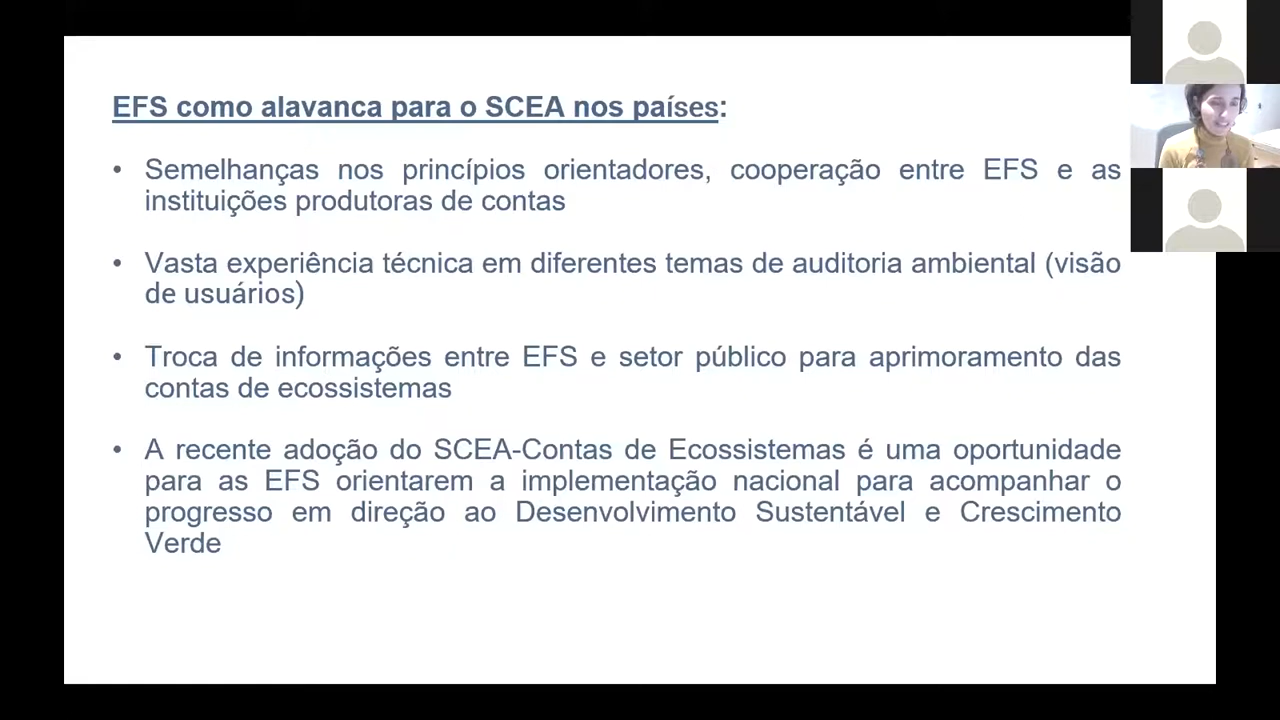 EFS como alavanca para o SCEA nos países:
• Semelhanças nos princípios orientadores, cooperação entre EFS e as
instituições produtoras de contas
• Vasta experiência técnica em diferentes temas de auditoria ambiental (visão
de usuários)
• Troca de informações entre EFS e setor público para aprimoramento das
contas de ecossistemas
• A recente adoção do SCEA-Contas de Ecossistemas é uma oportunidade
para as EFS orientarem a implementação nacional para acompanhar o
progresso em direção ao Desenvolvimento Sustentável e Crescimento
Verde